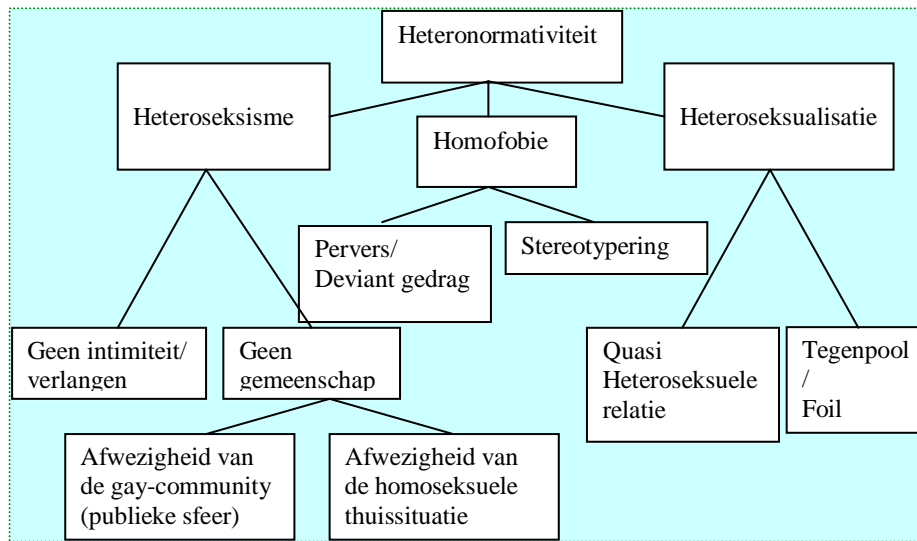 Heteronormativiteit
Heteroseksisme
Homofobie
Heteroseksualisatie
Pervers/
Deviant gedrag
Stereotypering
Geen intimiteit/
verlangen
Geen
gemeenschap
Quasi
Heteroseksuele
relatie
Tegenpool
/
Foil
Afwezigheid van
de gay-community
(publieke sfeer)
Afwezigheid van
de homoseksuele
thuissituatie